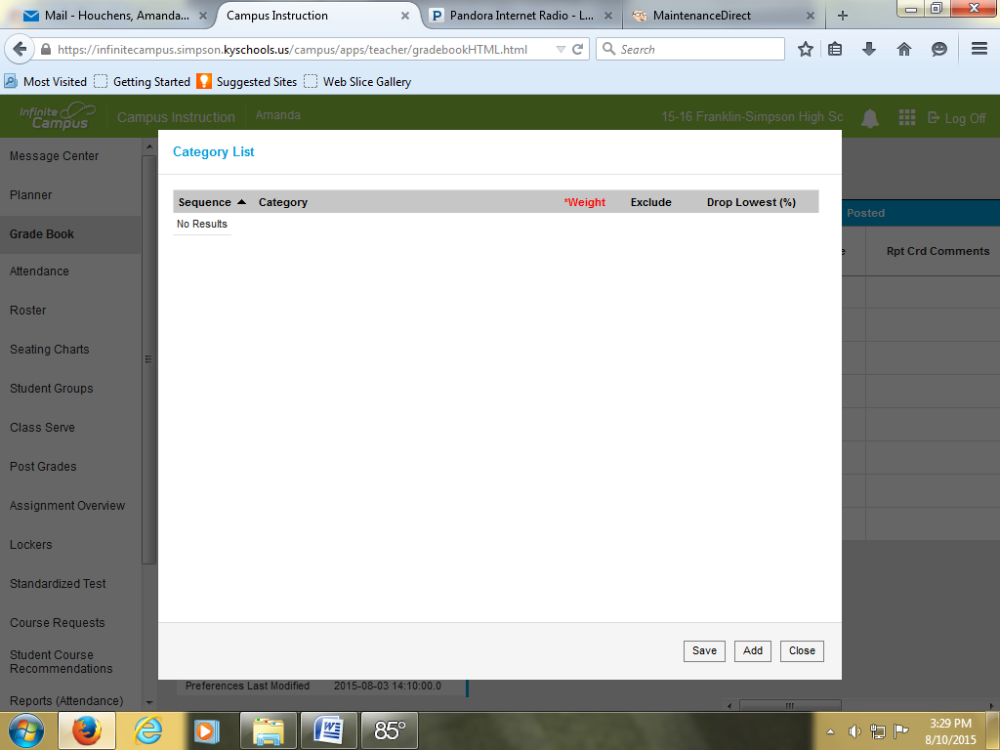 Mail - Houchens, Amanda...
Campus Instruction
Pandora Internet Radio - L...
MaintenanceDirect
https://infinitecampus.simpson.kyschools.us/campus/apps/teacher/gradebookHTML.html
Search
Most Visited
Getting Started
Suggested Sites
Web Slice Gallery
Infinite Campus
Campus Instruction
Amanda
15-16 Franklin-Simpson High Sc
Log Off
Message Center
Planner
Grade Book
Attendance
Roster
Seating Charts
Student Groups
Class Serve
Post Grades
Assignment Overview
Lockers
Standardized Test
Course Requests
Student Course
Recommendations
Reports (Attendance)
Category List
Sequence Category *Weight Exclude Drop Lowest (%)
No Results
Save Add Close
Posted
e Rpt Crd Comments
Preferences Last Modified 2015-08-03 14:10:00.0
85°
3:29 PM
8/10/2015